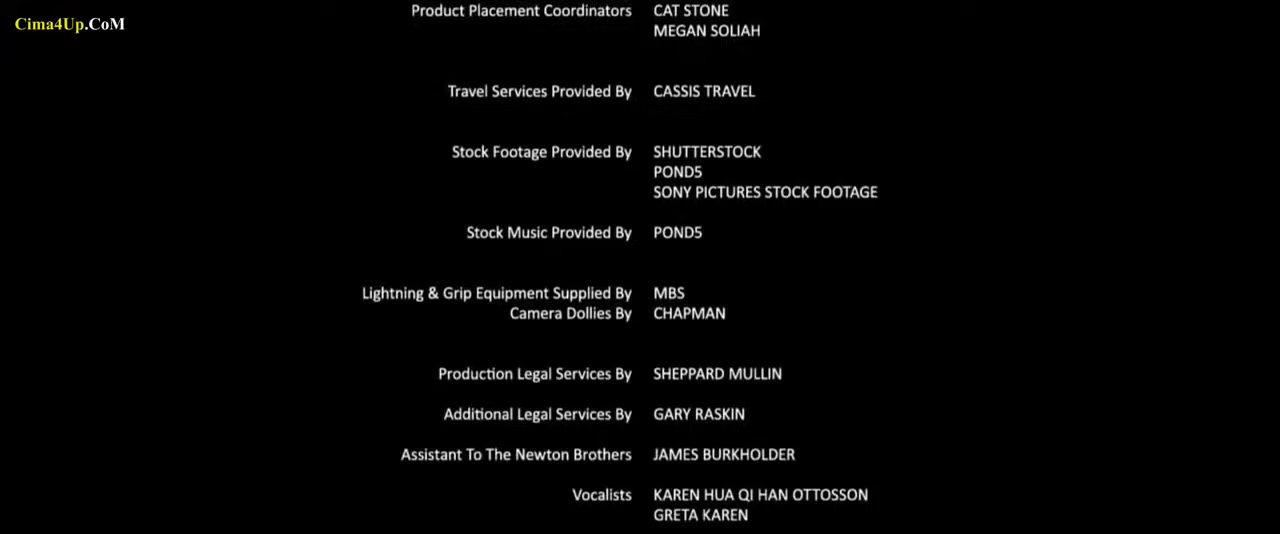 Cima4Up.CoM
Product Placement Coordinators CAT STONE
MEGAN SOLIAH
Travel Services Provided By CASSIS TRAVEL
Stock Footage Provided By SHUTTERSTOCK
POND5
SONY PICTURES STOCK FOOTAGE
Stock Music Provided By POND5
Lightning & Grip Equipment Supplied By MBS
Camera Dollies By CHAPMAN
Production Legal Services By SHEPPARD MULLIN
Additional Legal Services By GARY RASKIN
Assistant To The Newton Brothers JAMES BURKHOLDER
Vocalists KAREN HUA QI HAN OTTOSSON
GRETA KAREN